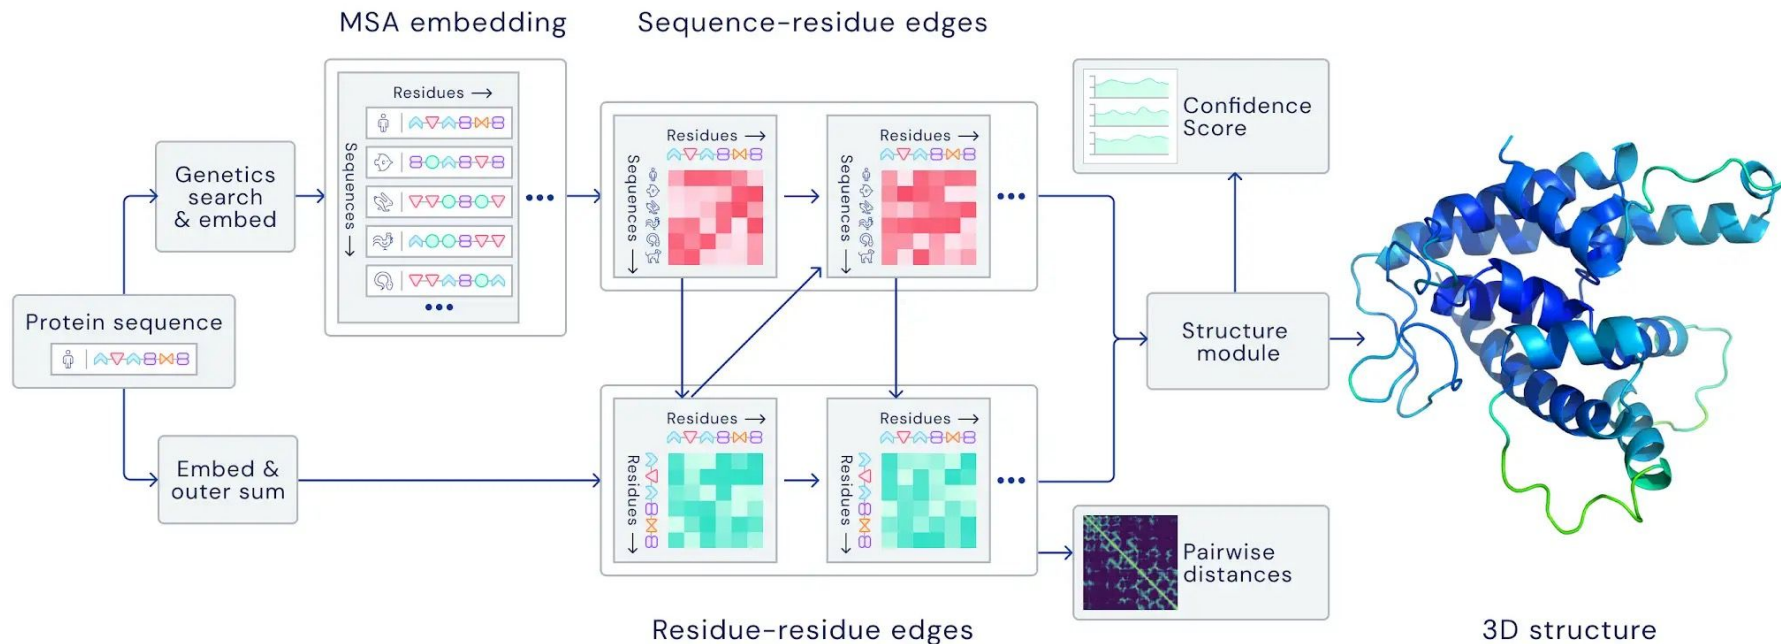 MSA embedding
Sequence-residue edges
Residues →
Sequences →
Genetics
search
& embed
Protein sequence
Embed &
outer sum
Residues →
Sequences →
Residues →
Sequences →
Residues →
Residues →
Residues →
Residues →
Confidence
Score
Structure
module
Pairwise
distances
Residue-residue edges
3D structure